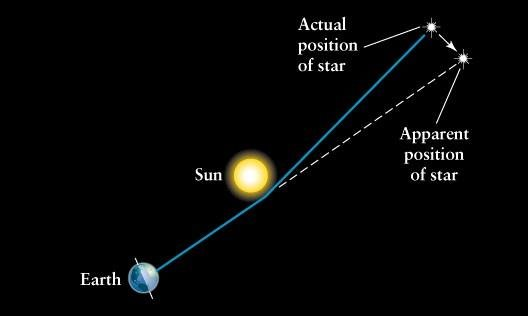 Actual
position
of star
Apparent
position
of star
Sun
Earth